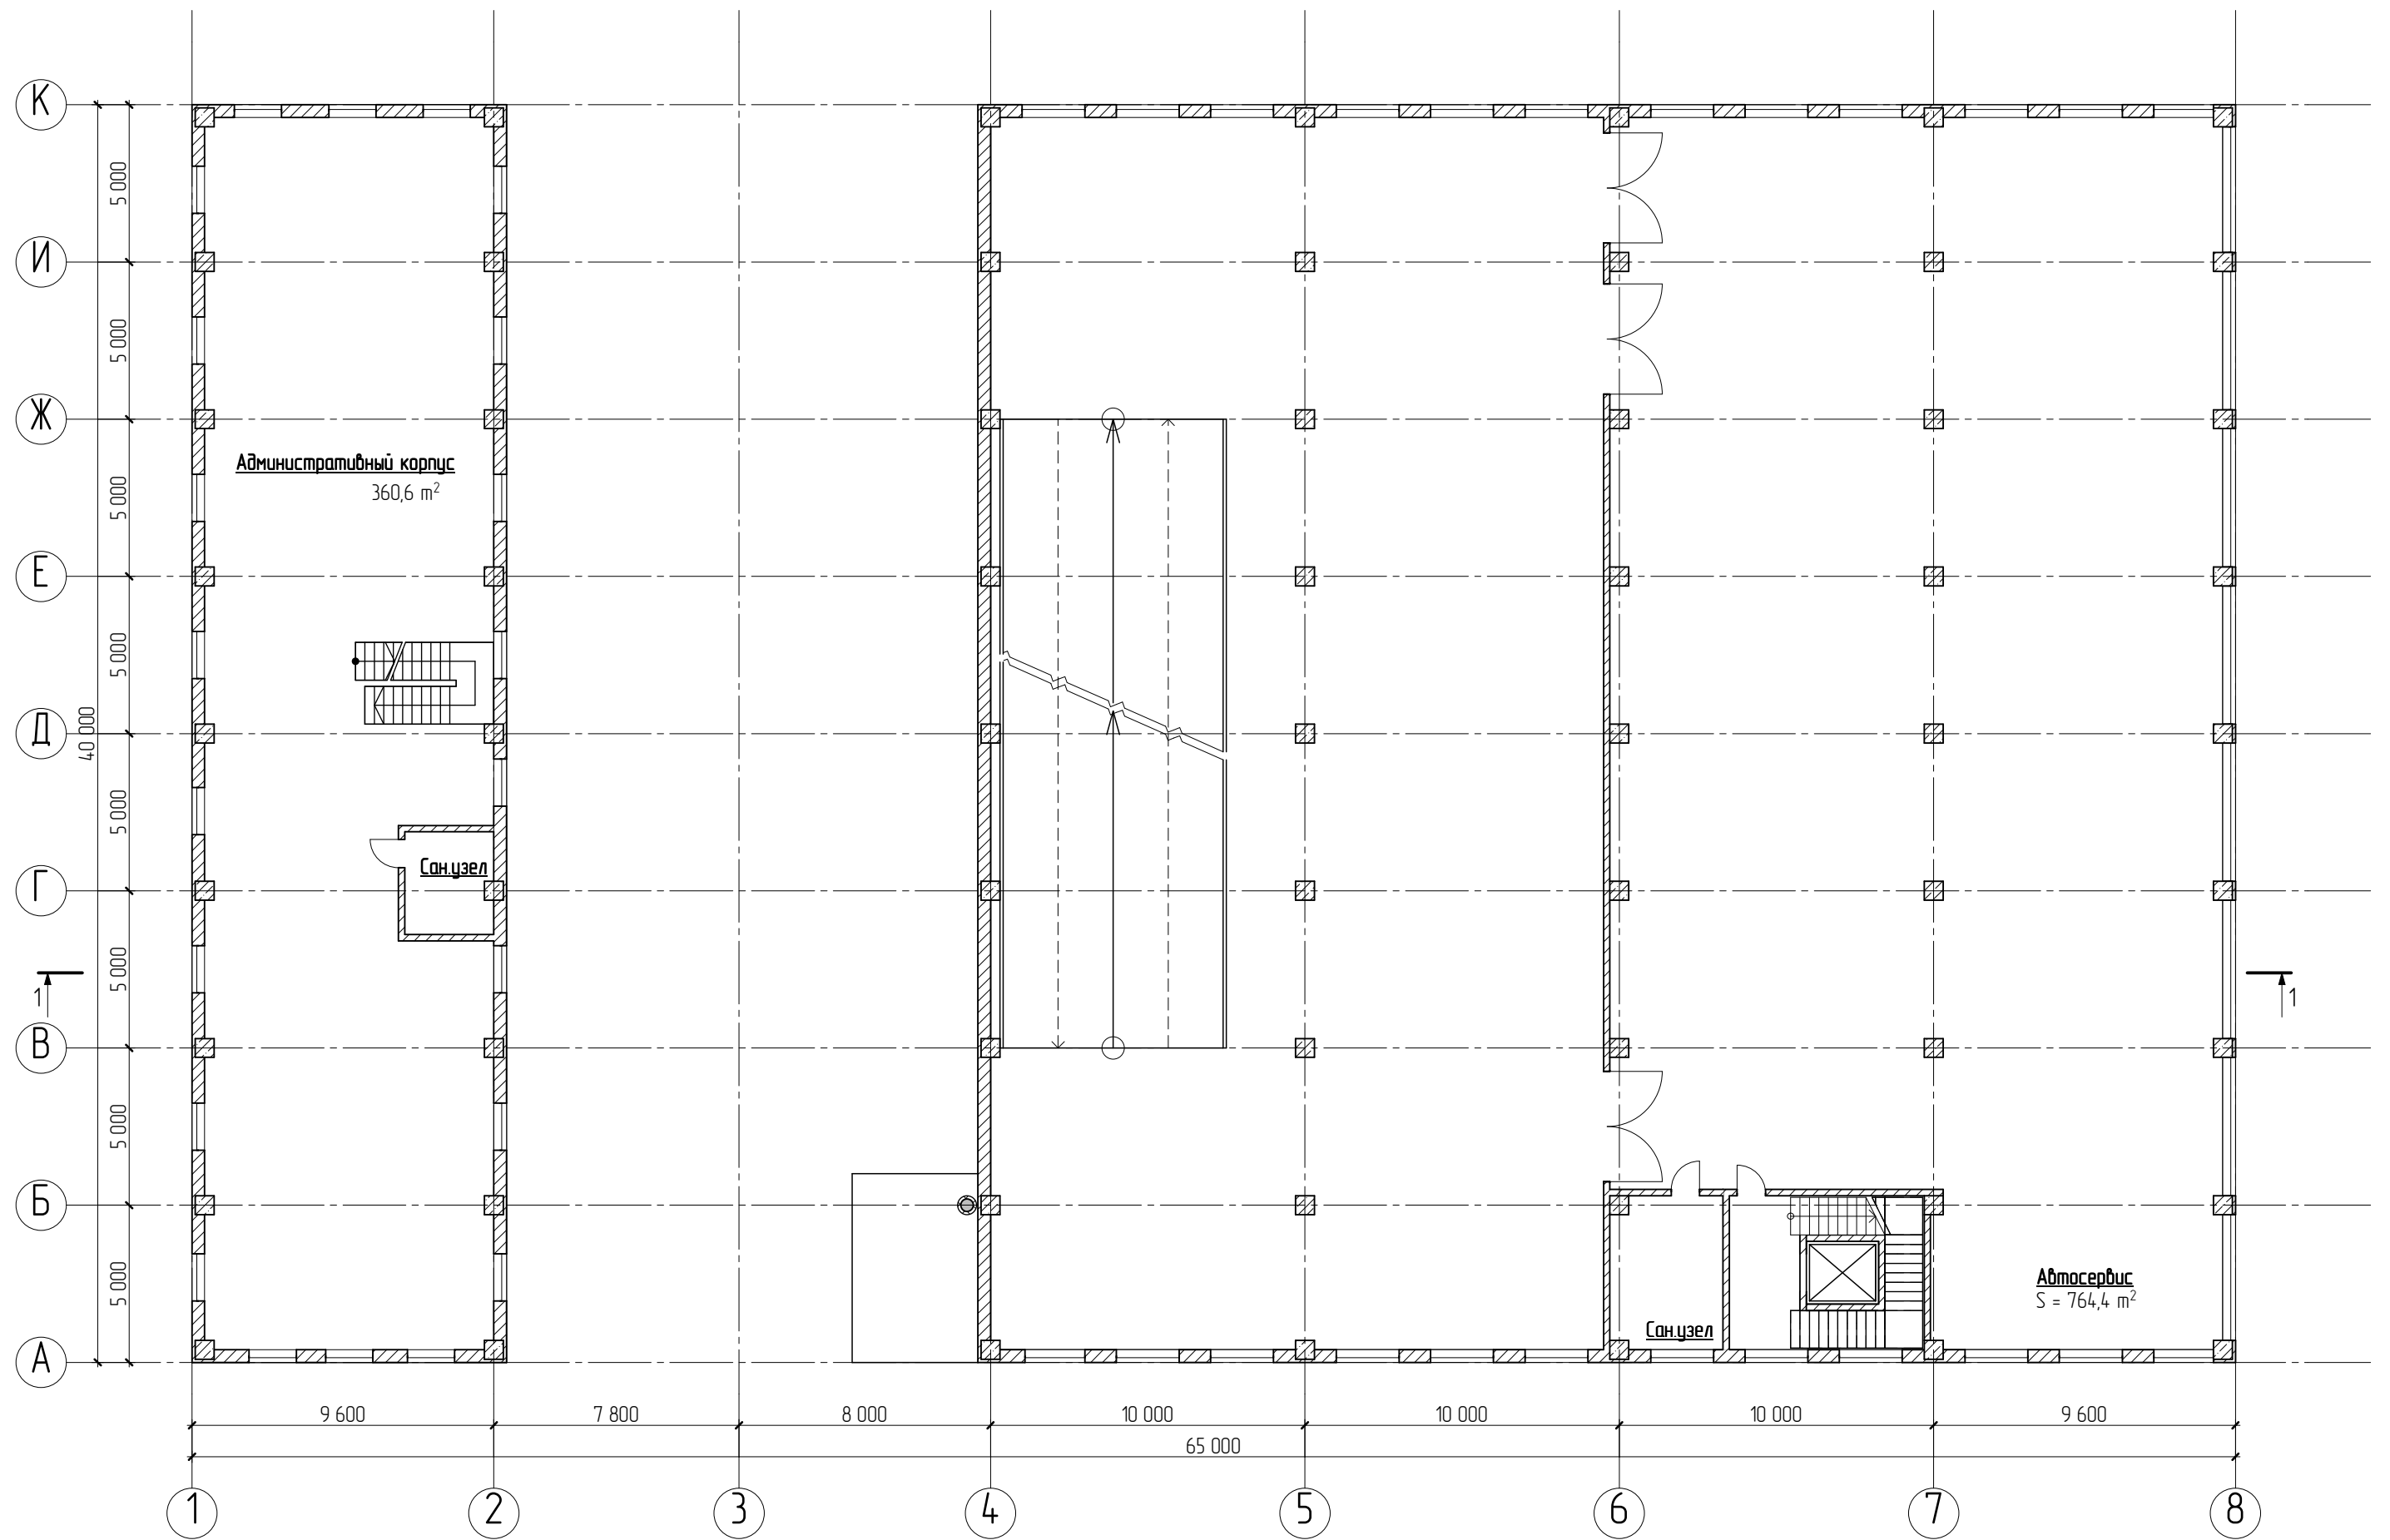 К
5 000
И
5 000
Ж
Административный корпус
360,6 m²
5 000
Е
5 000
Д
40 000
5 000
Сан.узел
Г
5 000
1
1
В
5 000
Б
5 000
Автосервис
S = 764,4 m²
Сан.узел
А
9 600
7 800
8 000
10 000
10 000
10 000
9 600
65 000
1
2
3
4
5
6
7
8